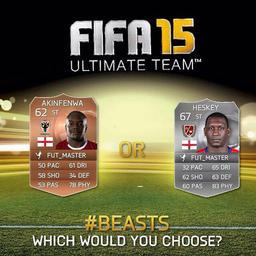 FIFA 15
ULTIMATE TEAM™
AKINFENWA
62 ST
FUT_MASTER
50 PAC 61 DRI
58 SHO 34 DEF
53 PAS 78 PHY
OR
HESKEY
67 ST
FUT_MASTER
32 PAC 65 DRI
62 SHO 63 DEF
60 PAS 83 PHY
#BEASTS
WHICH WOULD YOU CHOOSE?